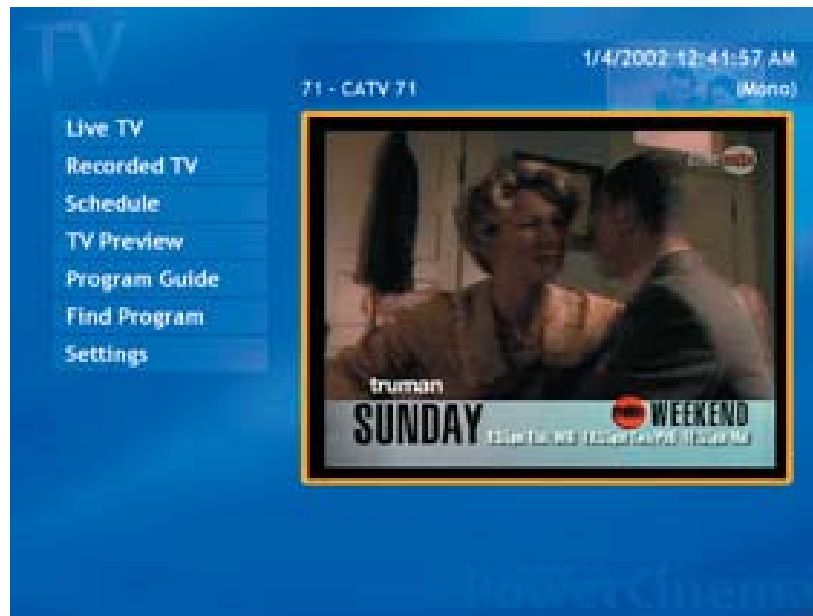 TV
1/4/2002 12:41:57 AM
71 - CATV 71
(Mono)
Live TV
Recorded TV
Schedule
TV Preview
Program Guide
Find Program
Settings
truman
SUNDAY
WEEKEND
PowerCinema